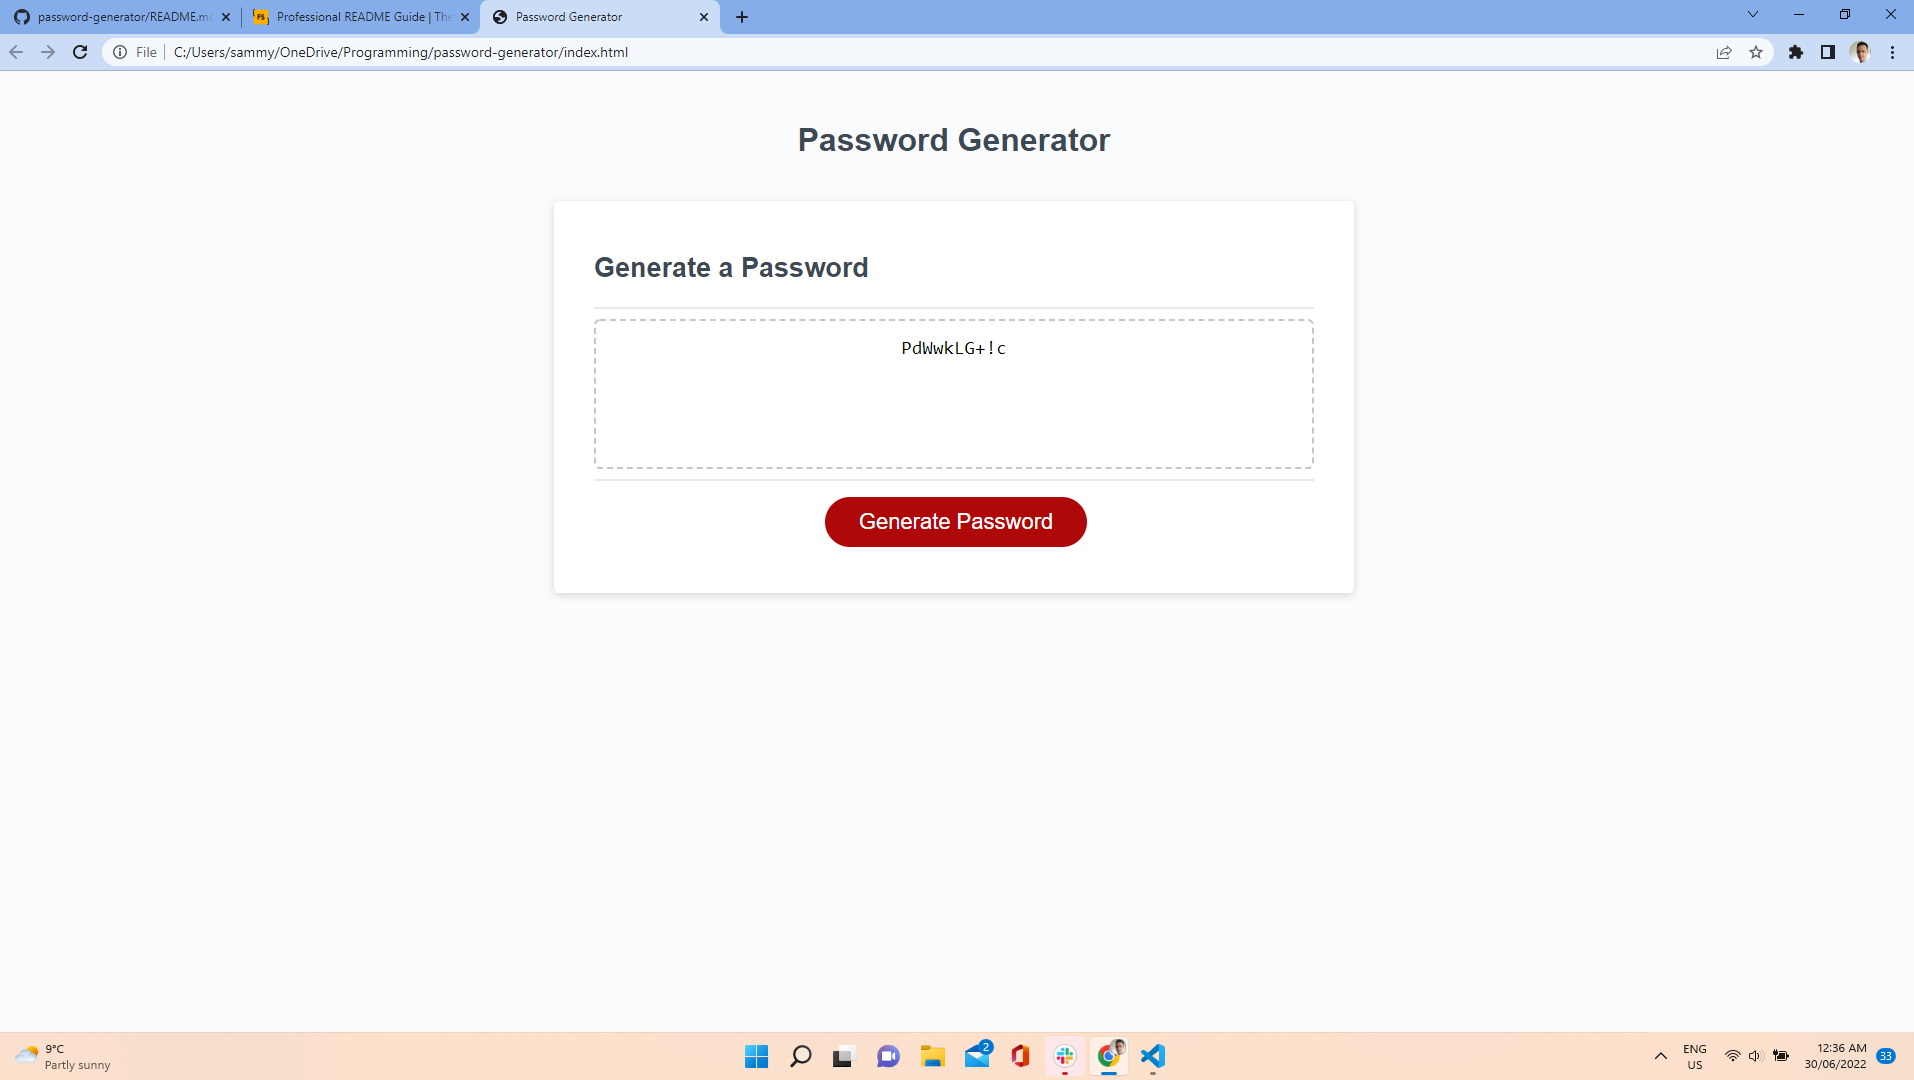 password-generator/README.mc
FS
Professional README Guide | The
Password Generator
File
C:/Users/sammy/OneDrive/Programming/password-generator/index.html
Password Generator
Generate a Password
PdWwkLG+!c
Generate Password
9°C
Partly sunny
2
ENG
US
12:36 AM
30/06/2022
33